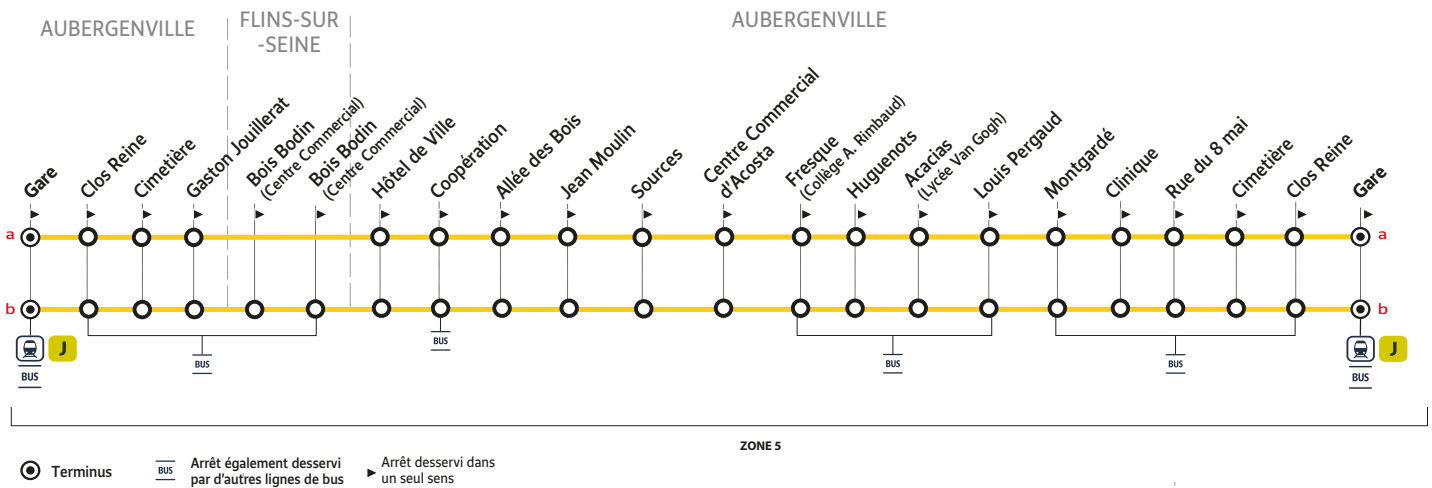 AUBERGENVILLE
FLINS-SUR
-SEINE
AUBERGENVILLE
Gare
Clos Reine
Cimetière
Gaston Jouillerat
Bois Bodin
(Centre Commercial)
Bois Bodin
(Centre Commercial)
Hôtel de Ville
Coopération
Allée des Bois
Jean Moulin
Sources
Centre Commercial
d'Acosta
Fresque
(Collège A. Rimbaud)
Huguenots
Acacias
(Lycée Van Gogh)
Louis Pergaud
Montgardé
Clinique
Rue du 8 mai
Cimetière
Clos Reine
Gare
a
a
b
b
J
BUS
BUS
BUS
BUS
BUS
J
BUS
ZONE 5
Terminus
BUS
Arrêt également desservi
par d'autres lignes de bus
Arrêt desservi dans
un seul sens